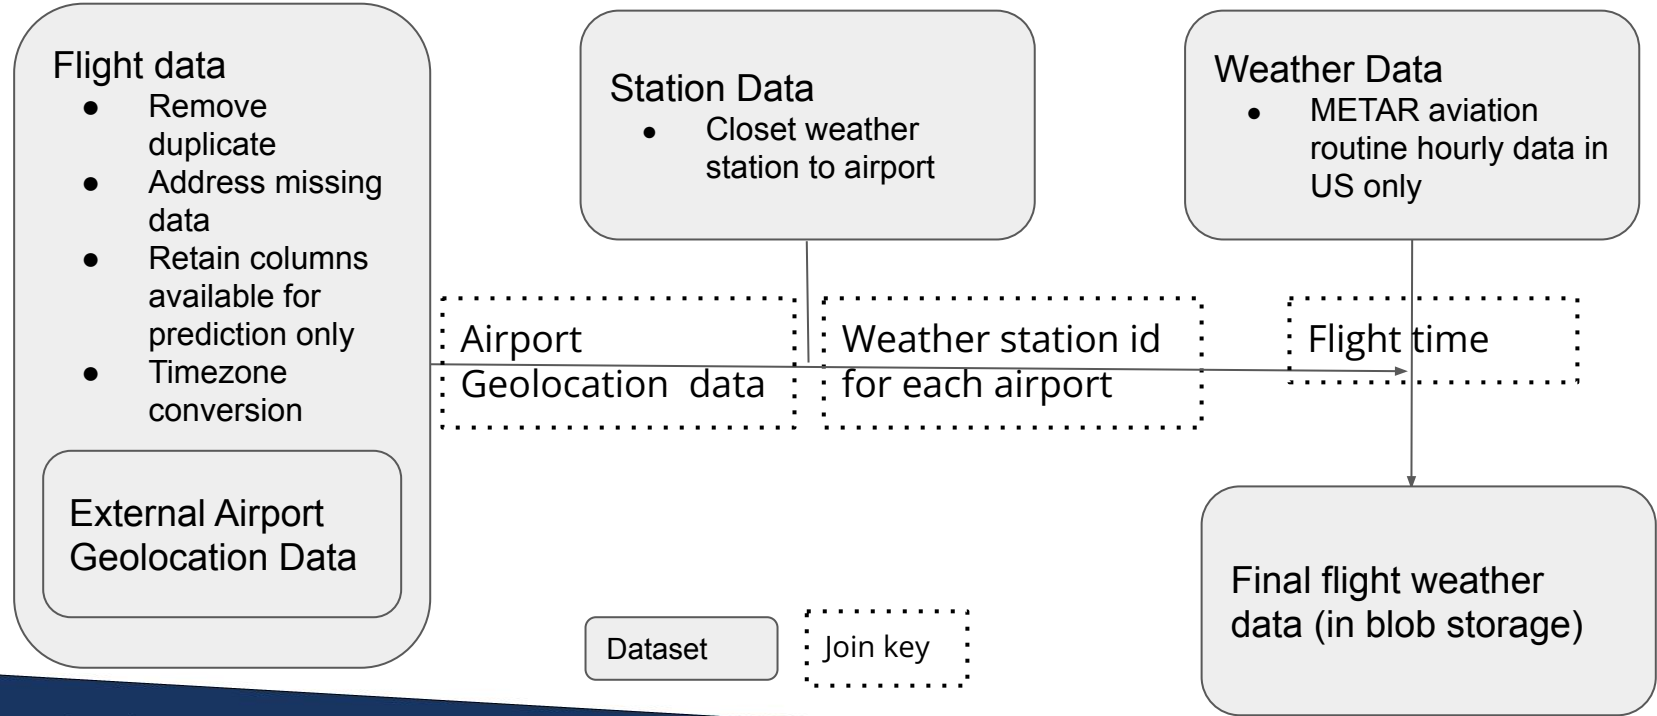 Flight data
● Remove
duplicate
● Address missing
data
● Retain columns
available for
prediction only
● Timezone
conversion
External Airport
Geolocation Data
Station Data
● Closet weather
station to airport
Weather Data
● METAR aviation
routine hourly data in
US only
Airport
Geolocation data
Weather station id
for each airport
Flight time
Final flight weather
data (in blob storage)
Dataset
Join key